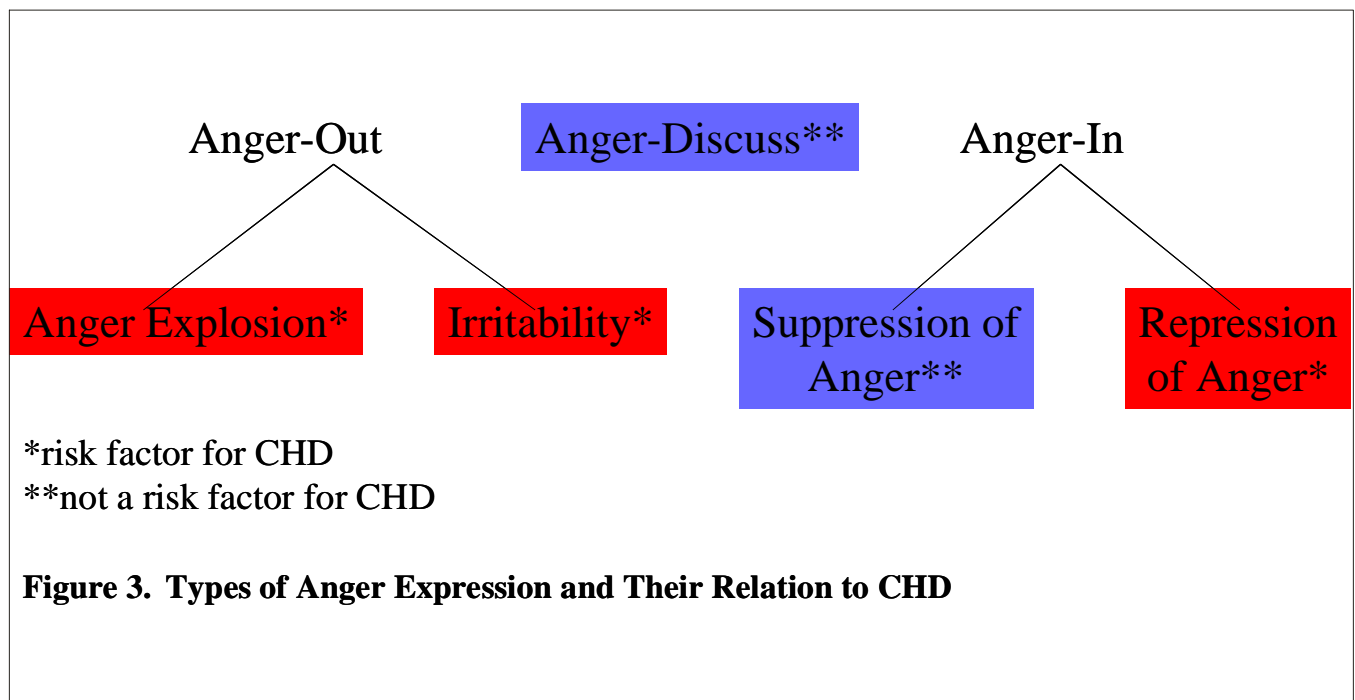 Anger-Out
Anger-Discuss**
Anger-In
Anger Explosion*
Irritability*
Suppression of
Anger**
Repression
of Anger*
*risk factor for CHD
**not a risk factor for CHD
Figure 3. Types of Anger Expression and Their Relation to CHD